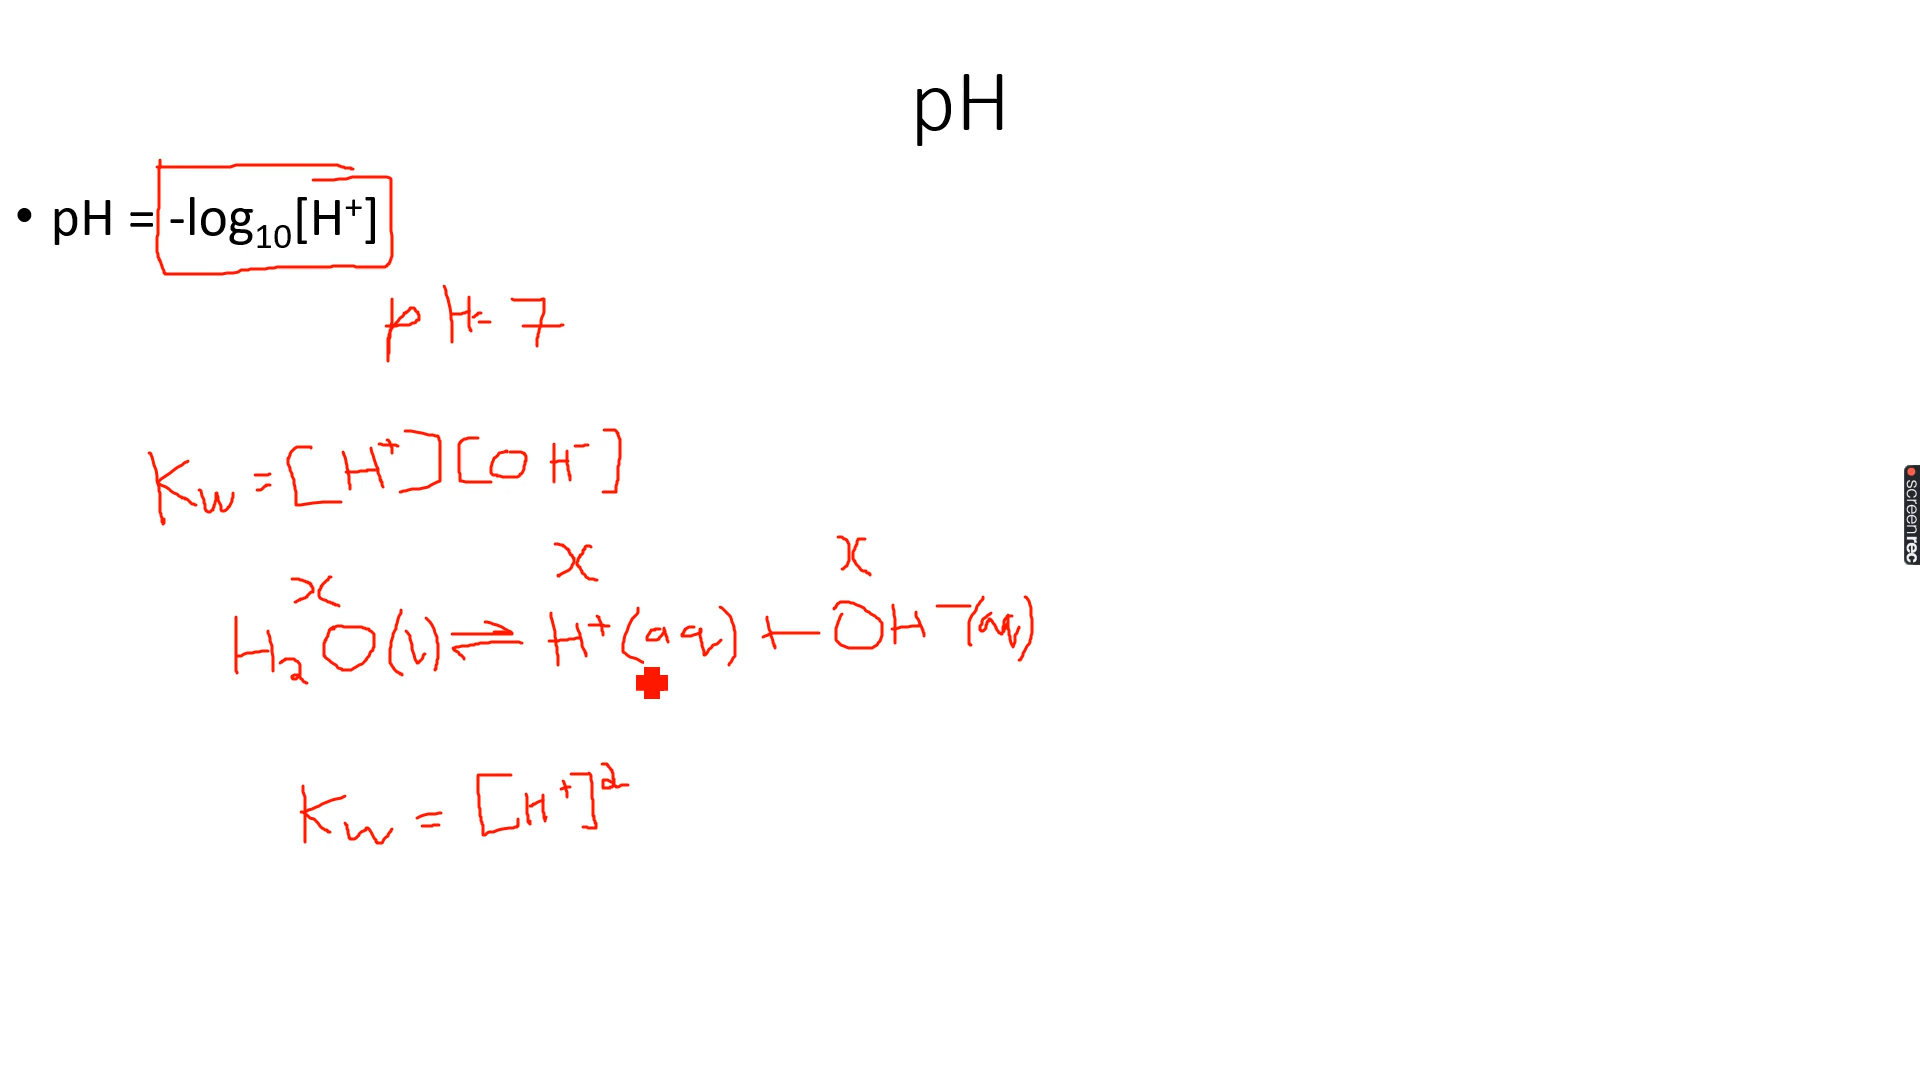 pH
• pH = -log₁₀[H⁺]
pH = 7
Kw = [H⁺][OH⁻]
x x x
H₂O(l) ⇌ H⁺(aq) + OH⁻(aq)
Kw = [H⁺]²
screenrec